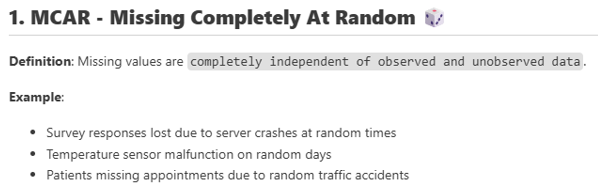 1. MCAR - Missing Completely At Random 🎲
Definition: Missing values are completely independent of observed and unobserved data.
Example:
• Survey responses lost due to server crashes at random times
• Temperature sensor malfunction on random days
• Patients missing appointments due to random traffic accidents